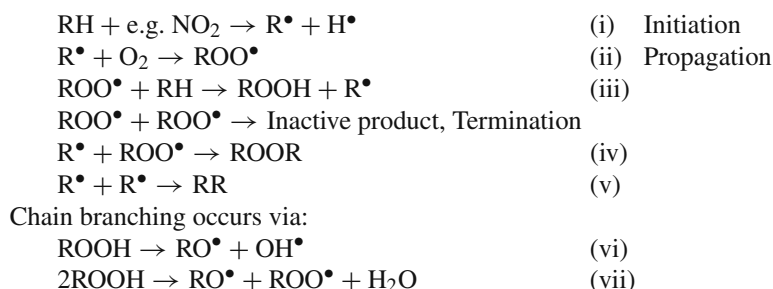 RH + e.g. NO₂ → R• + H• (i) Initiation
R• + O₂ → ROO• (ii) Propagation
ROO• + RH → ROOH + R• (iii)
ROO• + ROO• → Inactive product, Termination
R• + ROO• → ROOR (iv)
R• + R• → RR (v)
Chain branching occurs via:
ROOH → RO• + OH• (vi)
2ROOH → RO• + ROO• + H₂O (vii)